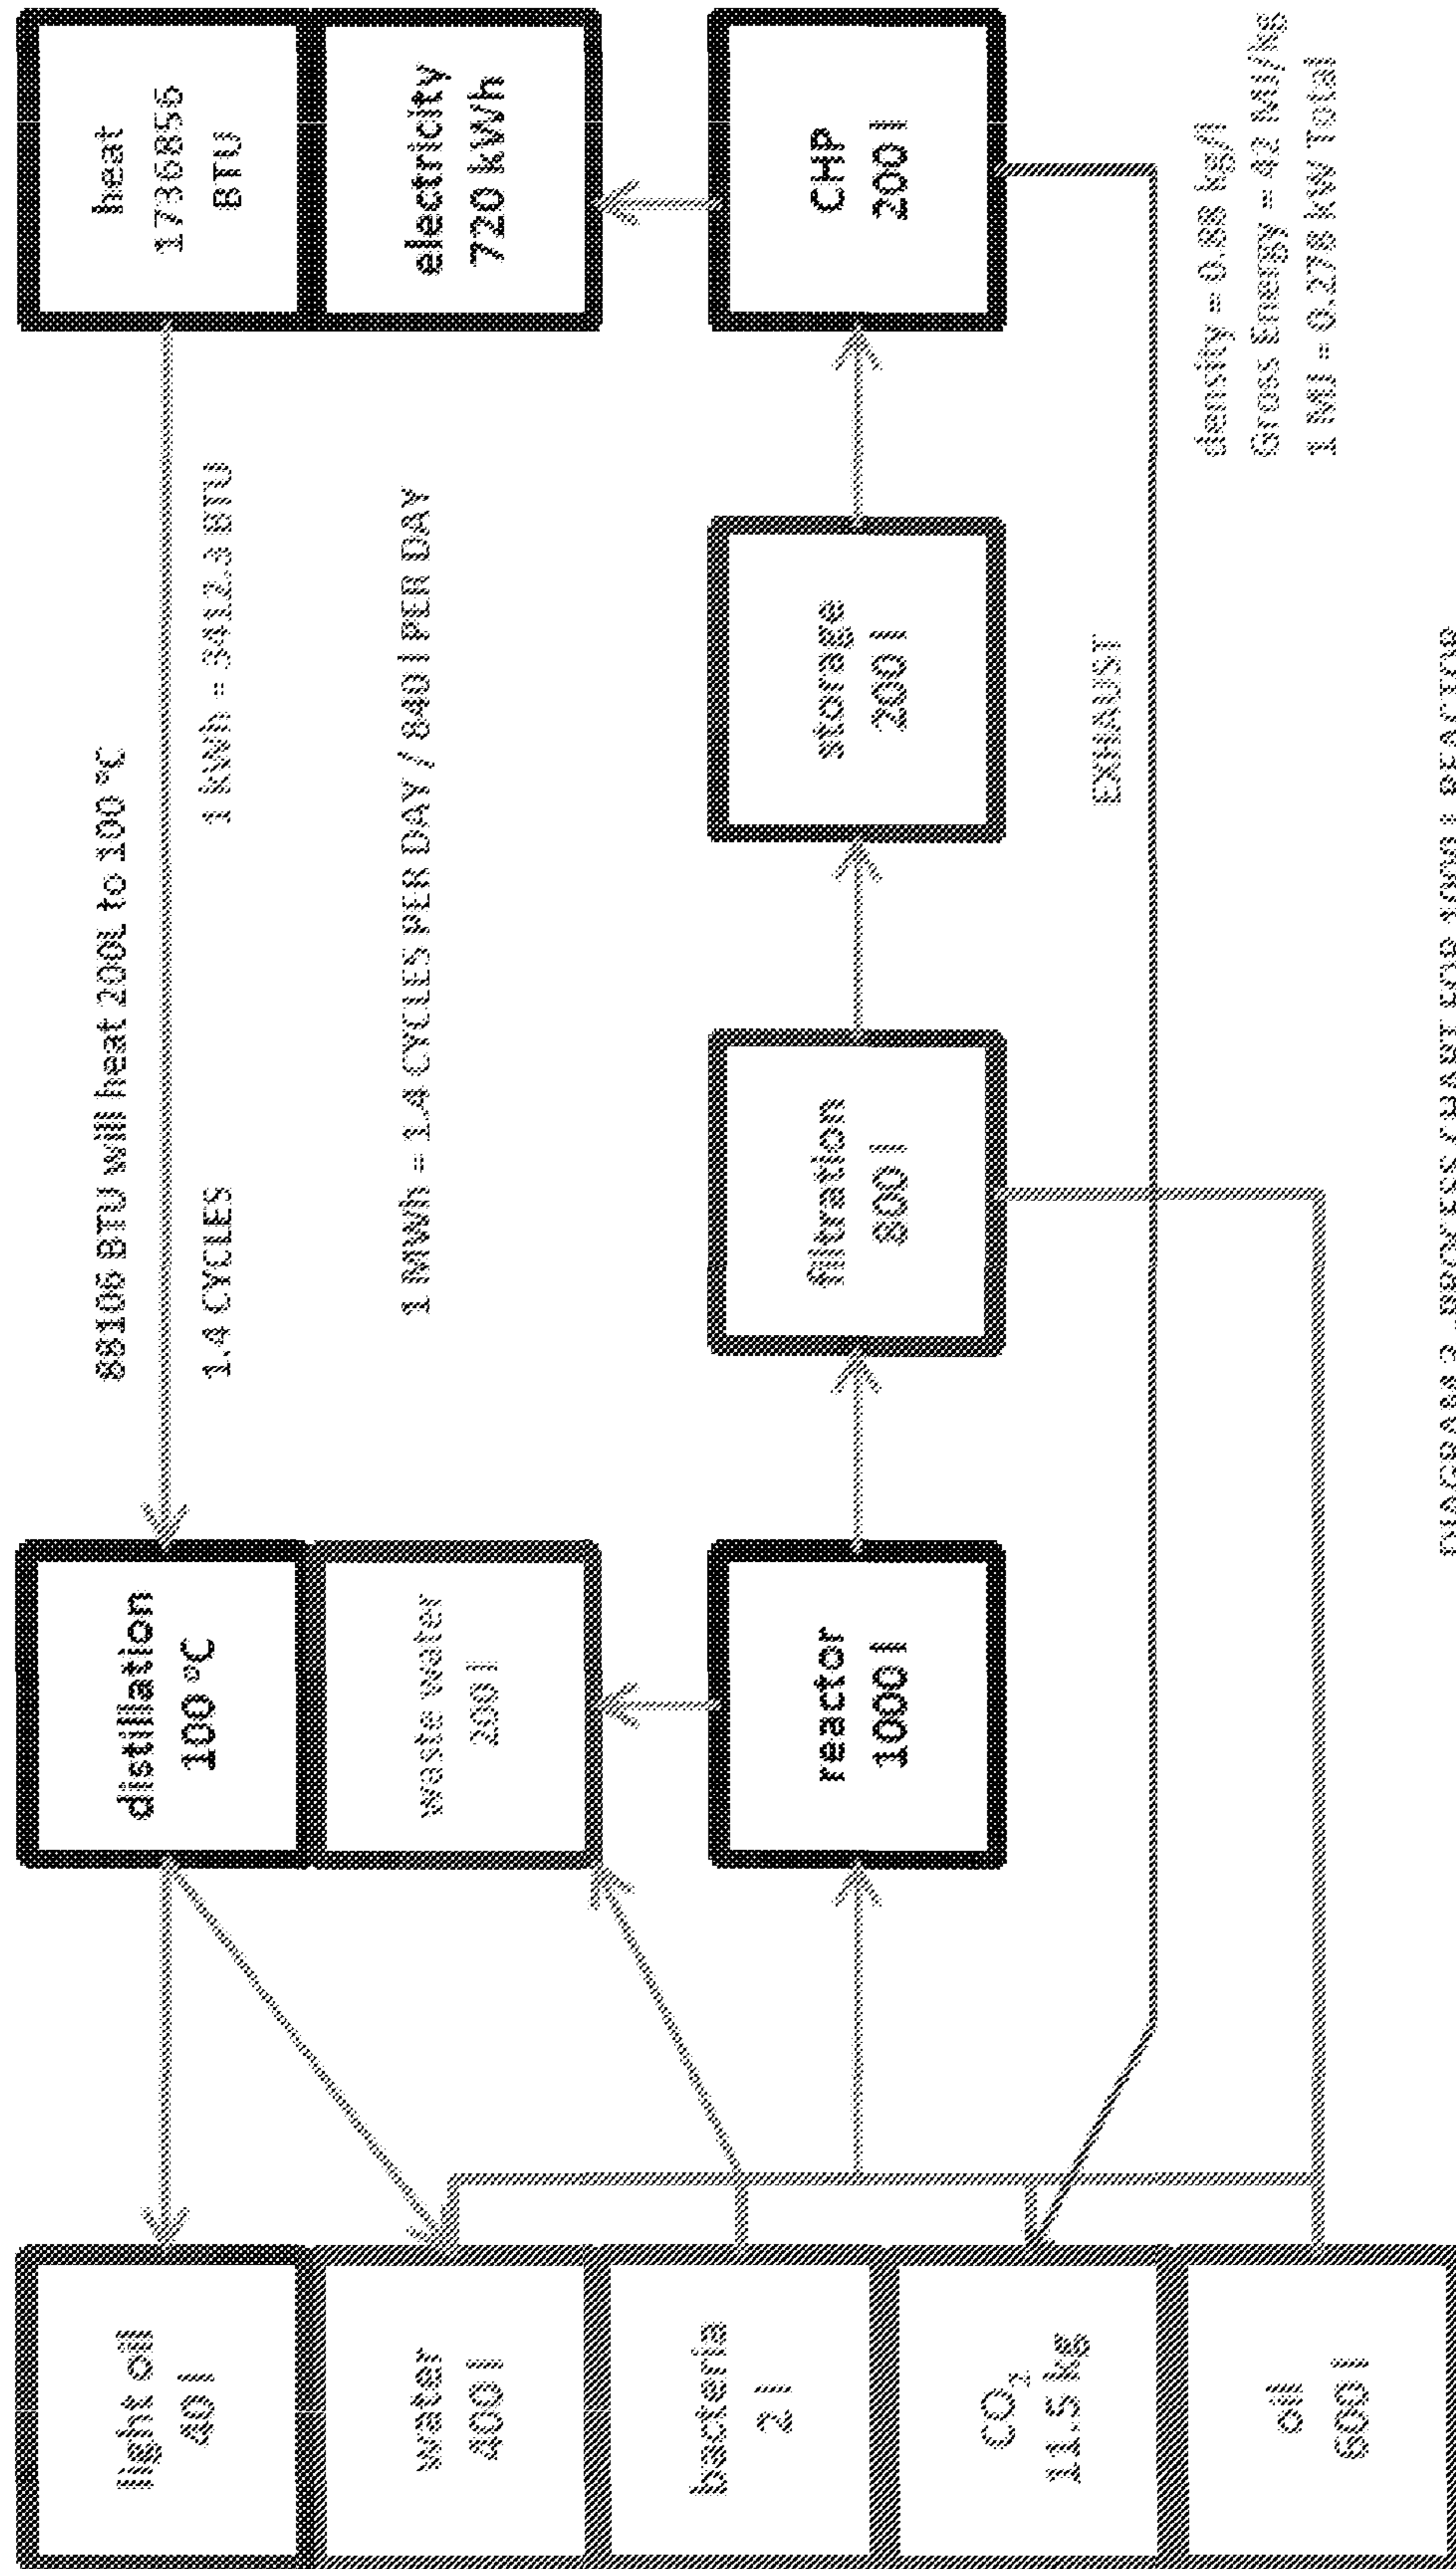 light oil
40 l
water
400 l
bacteria
2 l
CO₂
11.5 kg
oil
600 l
distillation
100 °C
waste water
200 l
reactor
1000 l
88106 BTU will heat 200L to 100 °C
1.4 CYCLES
1 kWh = 3412.3 BTU
1 MWh = 1.4 CYCLES PER DAY / 840 l PER DAY
filtration
800 l
storage
200 l
EXHAUST
heat
1736856
BTU
electricity
720 kWh
CHP
200 l
density = 0.88 kg/l
Gross Energy = 42 MJ/kg
1 MJ = 0.278 kW Total
PROCESS CHART FOR 1000 L REACTOR